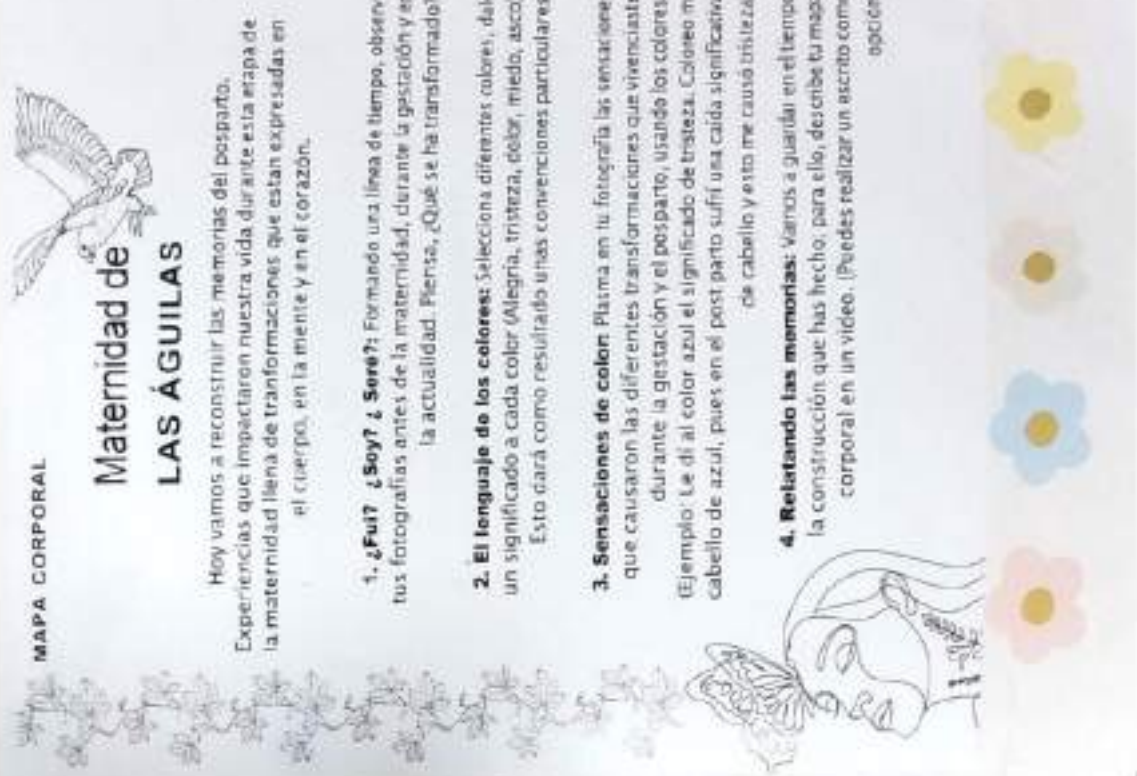 MAPA CORPORAL
Maternidad de
LAS ÁGUILAS
Hoy vamos a reconstruir las memorias del posparto.
Experiencias que impactaron nuestra vida durante esta etapa de
la maternidad llena de tranformaciones que estan expresadas en
el cuerpo, en la mente y en el corazón.
1. ¿Fui? ¿Soy? ¿ Seré?: Formando una línea de tiempo, observ
tus fotografías antes de la maternidad, durante la gestación y e
la actualidad. Piensa, ¿Qué se ha transformado?
2. El lenguaje de los colores: Selecciona diferentes colores, dal
un significado a cada color (Alegría, tristeza, dolor, miedo, asco)
Esto dará como resultado unas convenciones particulares
3. Sensaciones de color: Plasma en tu fotografía las sensacione
que causaron las diferentes transformaciones que vivenciaste
durante la gestación y el posparto, usando los colores
(Ejemplo: Le di al color azul el significado de tristeza. Coloreo m
cabello de azul, pues en el post parto sufrí una caída significativ
de cabello y esto me causó tristeza
4. Relatando las memorias: Vamos a guardar en el tiemp
la construcción que has hecho, para ello, describe tu mapa
corporal en un video. (Puedes realizar un escrito com
opción